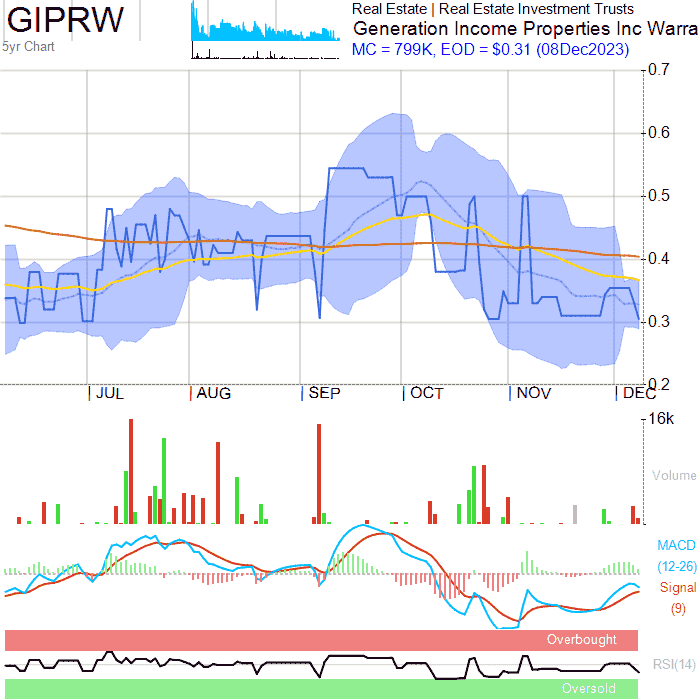 GIPRW
5yr Chart
Real Estate | Real Estate Investment Trusts
Generation Income Properties Inc Warra
MC = 799K, EOD = $0.31 (08Dec2023)
0.7
0.6
0.5
0.4
0.3
0.2
JUL AUG SEP OCT NOV DEC
16k
Volume
MACD
(12-26)
Signal
(9)
Overbought
RSI(14)
Oversold